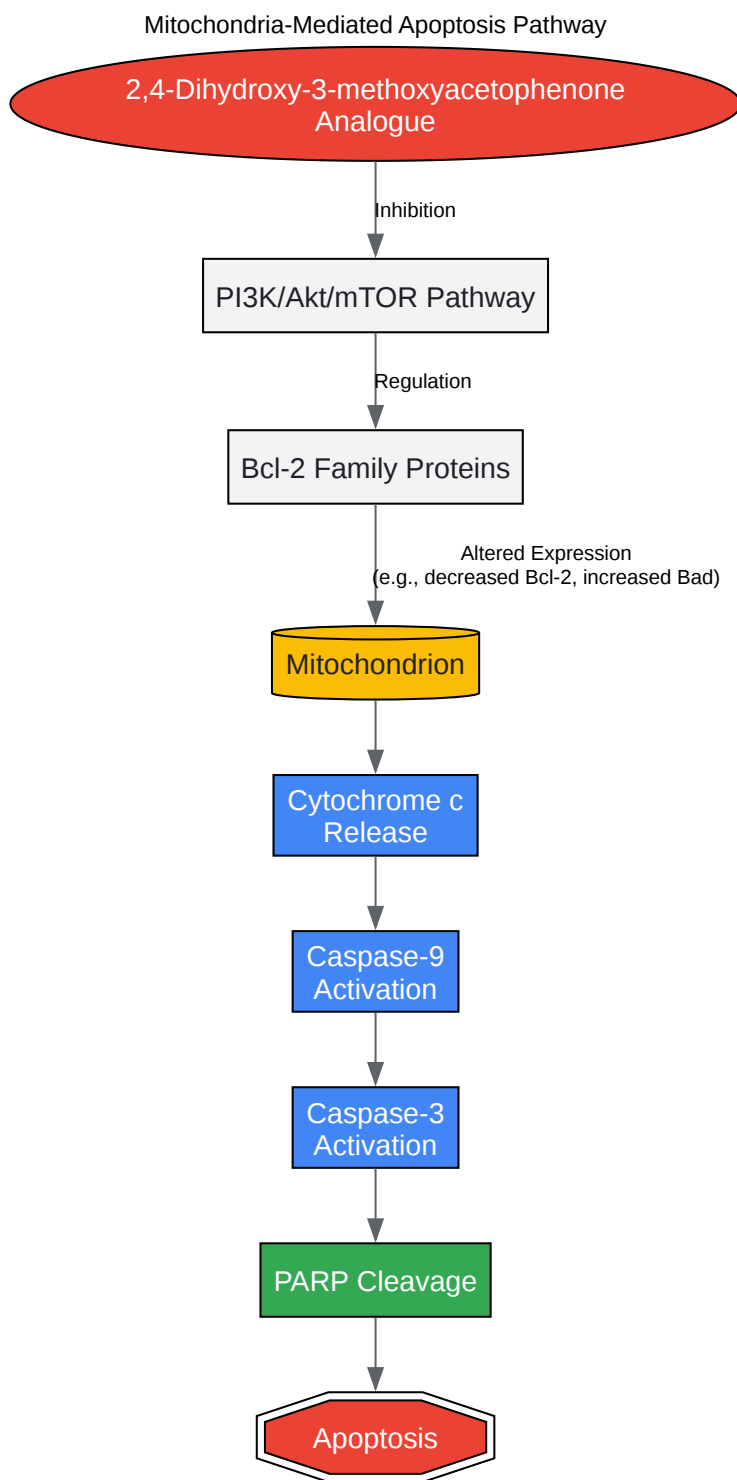 Mitochondria-Mediated Apoptosis Pathway
2,4-Dihydroxy-3-methoxyacetophenone
Analogue
Inhibition
PI3K/Akt/mTOR Pathway
Regulation
Bcl-2 Family Proteins
Altered Expression
(e.g., decreased Bcl-2, increased Bad)
Mitochondrion
Cytochrome c
Release
Caspase-9
Activation
Caspase-3
Activation
PARP Cleavage
Apoptosis